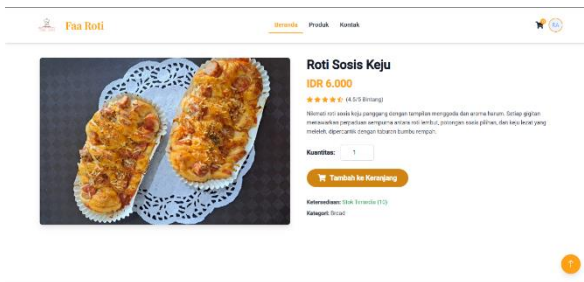 Faa Roti
Beranda Produk Kontak
Roti Sosis Keju
IDR 6.000
(4.5/5 Bintang)
Nikmati roti sosis keju panggang dengan tampilan menggoda dan aroma harum. Setiap gigitan
menawarkan perpaduan sempurna antara roti lembut, potongan sosis pilihan, dan keju lezat yang
meleleh, dipercantik dengan taburan bumbu rempah.
Kuantitas: 1
Tambah ke Keranjang
Ketersediaan: Stok Tersedia (10)
Kategori: Bread